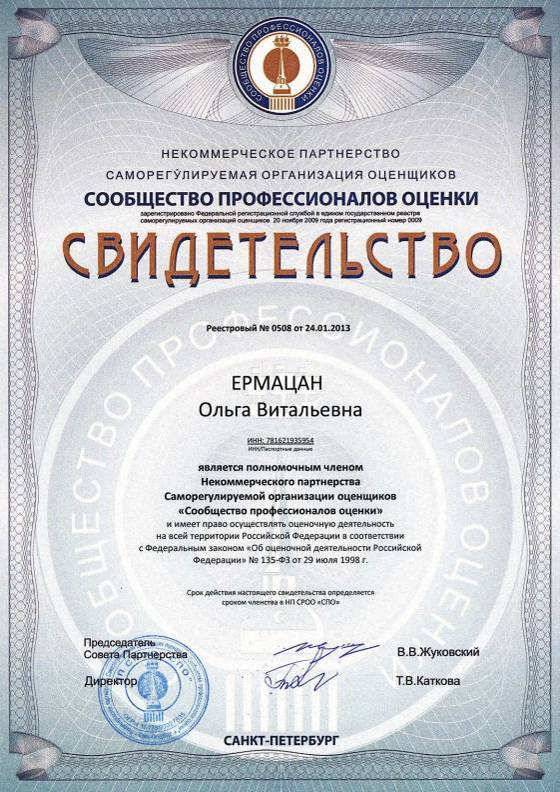 СООБЩЕСТВО ПРОФЕССИОНАЛОВ ОЦЕНКИ
НЕКОММЕРЧЕСКОЕ ПАРТНЕРСТВО
САМОРЕГУЛИРУЕМАЯ ОРГАНИЗАЦИЯ ОЦЕНЩИКОВ
СООБЩЕСТВО ПРОФЕССИОНАЛОВ ОЦЕНКИ
зарегистрировано Федеральной регистрационной службой в едином государственном реестре
саморегулируемых организаций оценщиков 20 ноября 2009 года регистрационный номер 0009
СВИДЕТЕЛЬСТВО
Реестровый № 0508 от 24.01.2013
ЕРМАЦАН
Ольга Витальевна
ИНН: 781621935954
ИНН/Паспортные данные
является полномочным членом
Некоммерческого партнерства
Саморегулируемой организации оценщиков
«Сообщество профессионалов оценки»
и имеет право осуществлять оценочную деятельность
на всей территории Российской Федерации в соответствии
с Федеральным законом «Об оценочной деятельности Российской
Федерации» № 135-ФЗ от 29 июля 1998 г.
Срок действия настоящего свидетельства определяется
сроком членства в НП СРОО «СПО»
Председатель
Совета Партнерства
В.В.Жуковский
Директор
Т.В.Каткова
САНКТ-ПЕТЕРБУРГ
СООБЩЕСТВО ПРОФЕССИОНАЛОВ ОЦЕНКИ